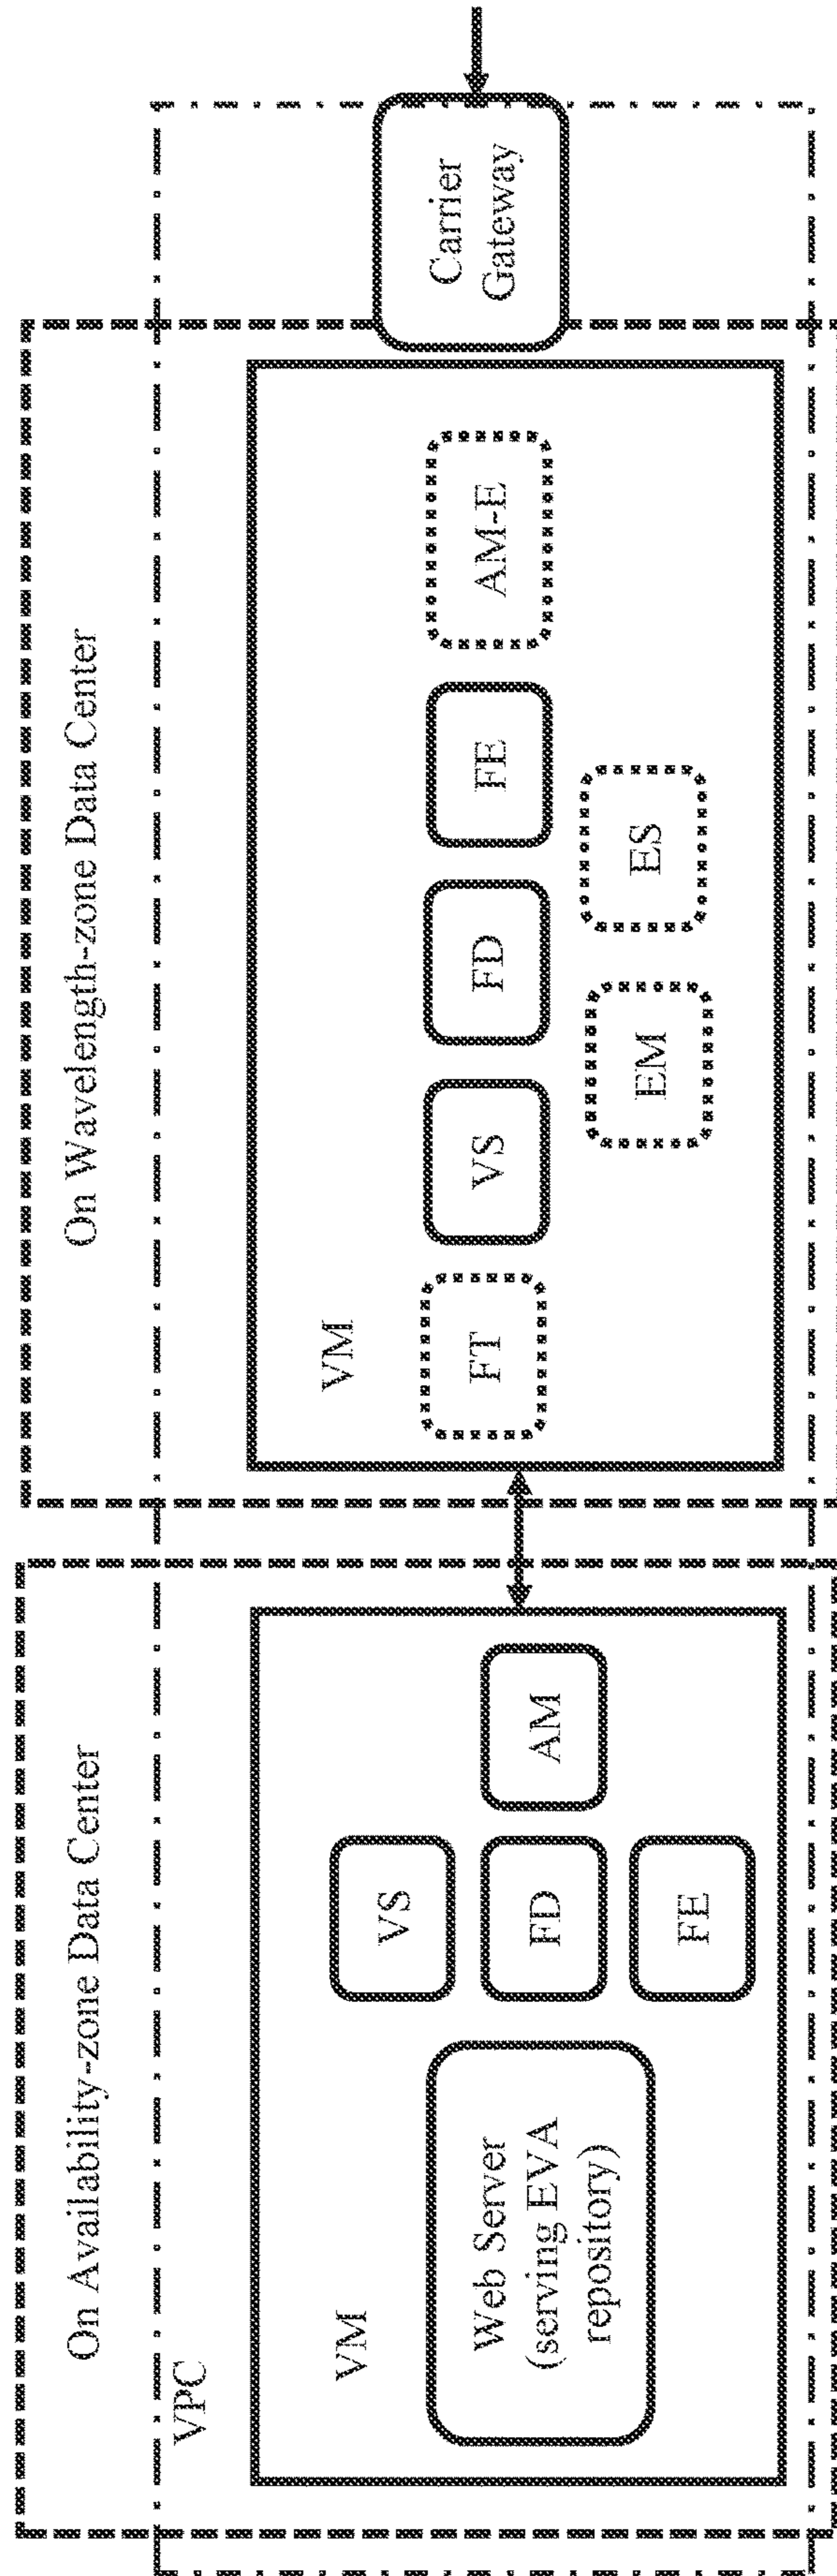 On Availability-zone Data Center
VPC
VM
Web Server
(serving EVA
repository)
VS
FD
FE
AM
On Wavelength-zone Data Center
VM
FT
VS
FD
FE
AM-E
EM
ES
Carrier
Gateway